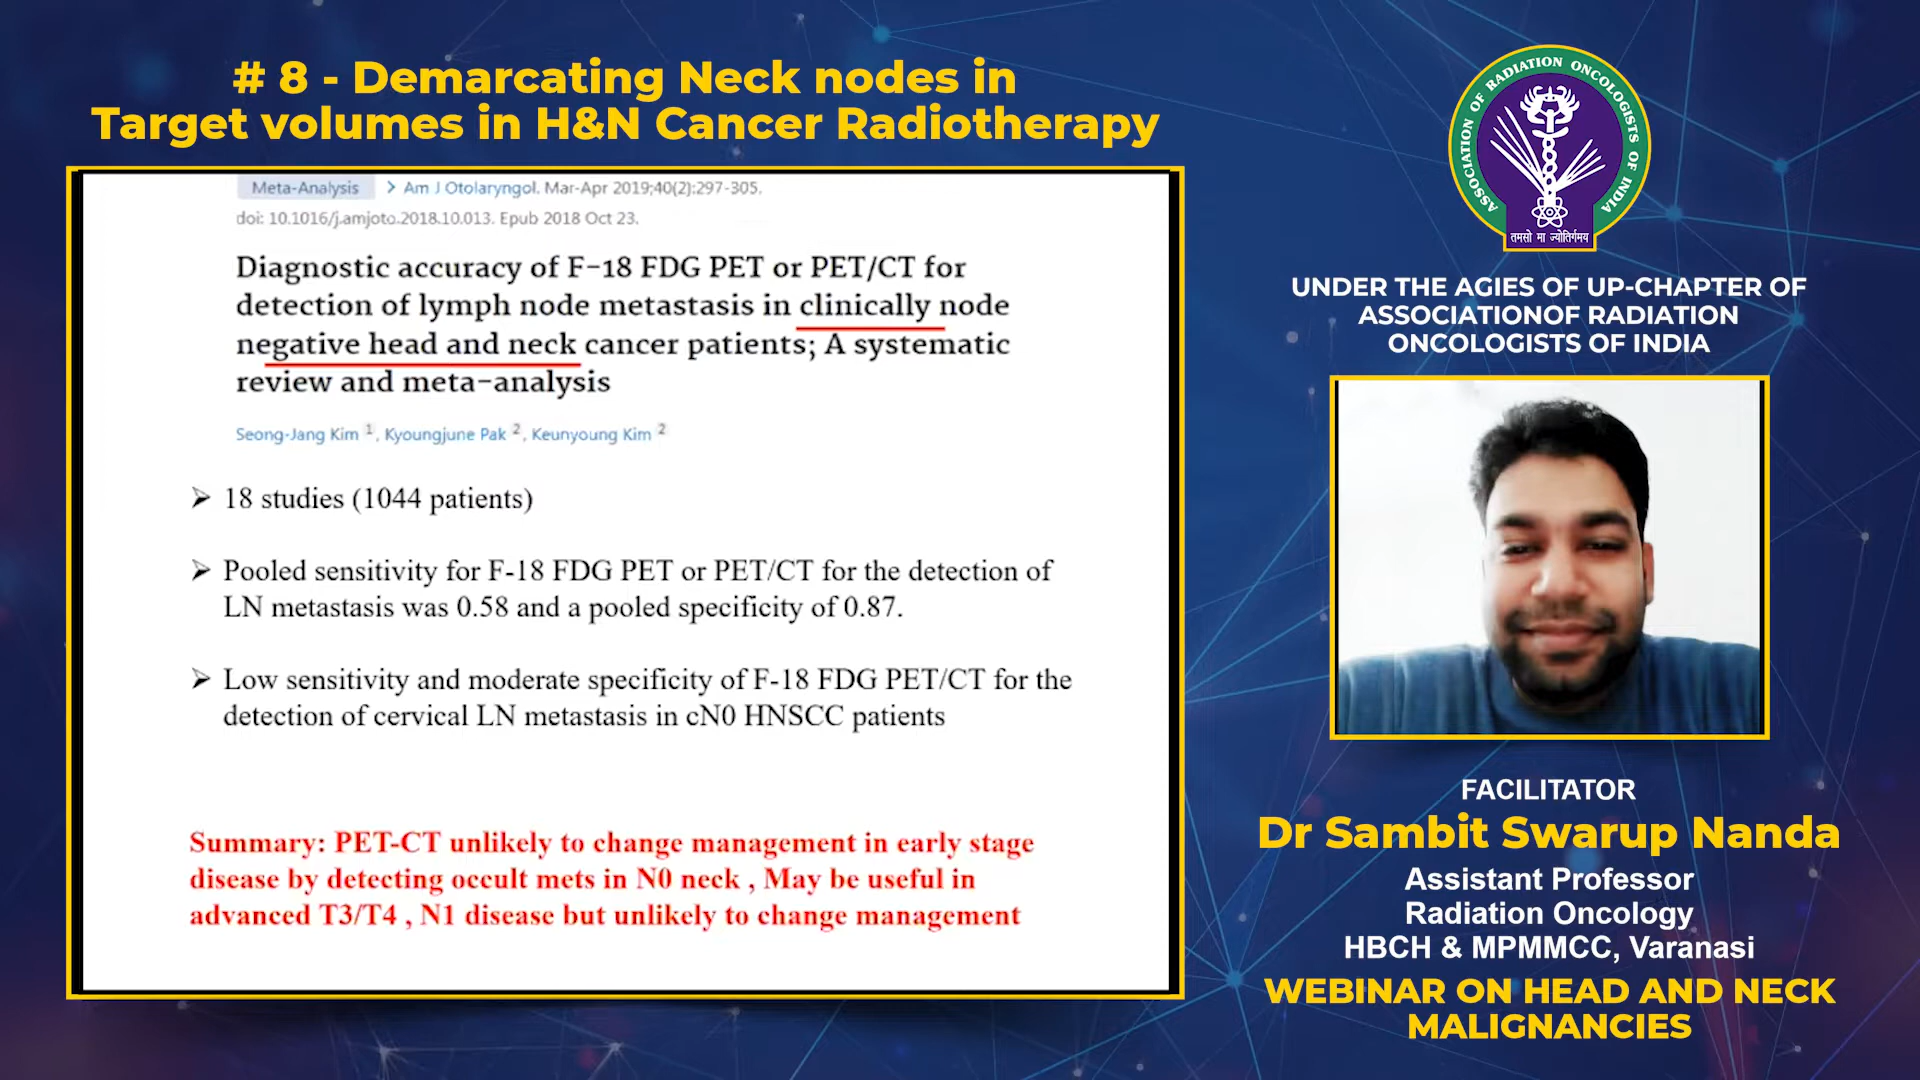 # 8 - Demarcating Neck nodes in
Target volumes in H&N Cancer Radiotherapy
Meta-Analysis > Am J Otolaryngol. Mar-Apr 2019;40(2):297-305.
doi: 10.1016/j.amjoto.2018.10.013. Epub 2018 Oct 23.
Diagnostic accuracy of F-18 FDG PET or PET/CT for
detection of lymph node metastasis in clinically node
negative head and neck cancer patients; A systematic
review and meta-analysis
Seong-Jang Kim 1, Kyoungjune Pak 2, Keunyoung Kim 2
➢ 18 studies (1044 patients)
➢ Pooled sensitivity for F-18 FDG PET or PET/CT for the detection of
LN metastasis was 0.58 and a pooled specificity of 0.87.
➢ Low sensitivity and moderate specificity of F-18 FDG PET/CT for the
detection of cervical LN metastasis in cN0 HNSCC patients
Summary: PET-CT unlikely to change management in early stage
disease by detecting occult mets in N0 neck , May be useful in
advanced T3/T4 , N1 disease but unlikely to change management
ASSOCIATION OF RADIATION ONCOLOGISTS OF INDIA
तमसो मा ज्योतिर्गमय
UNDER THE AGIES OF UP-CHAPTER OF
ASSOCIATIONOF RADIATION
ONCOLOGISTS OF INDIA
FACILITATOR
Dr Sambit Swarup Nanda
Assistant Professor
Radiation Oncology
HBCH & MPMMCC, Varanasi
WEBINAR ON HEAD AND NECK
MALIGNANCIES